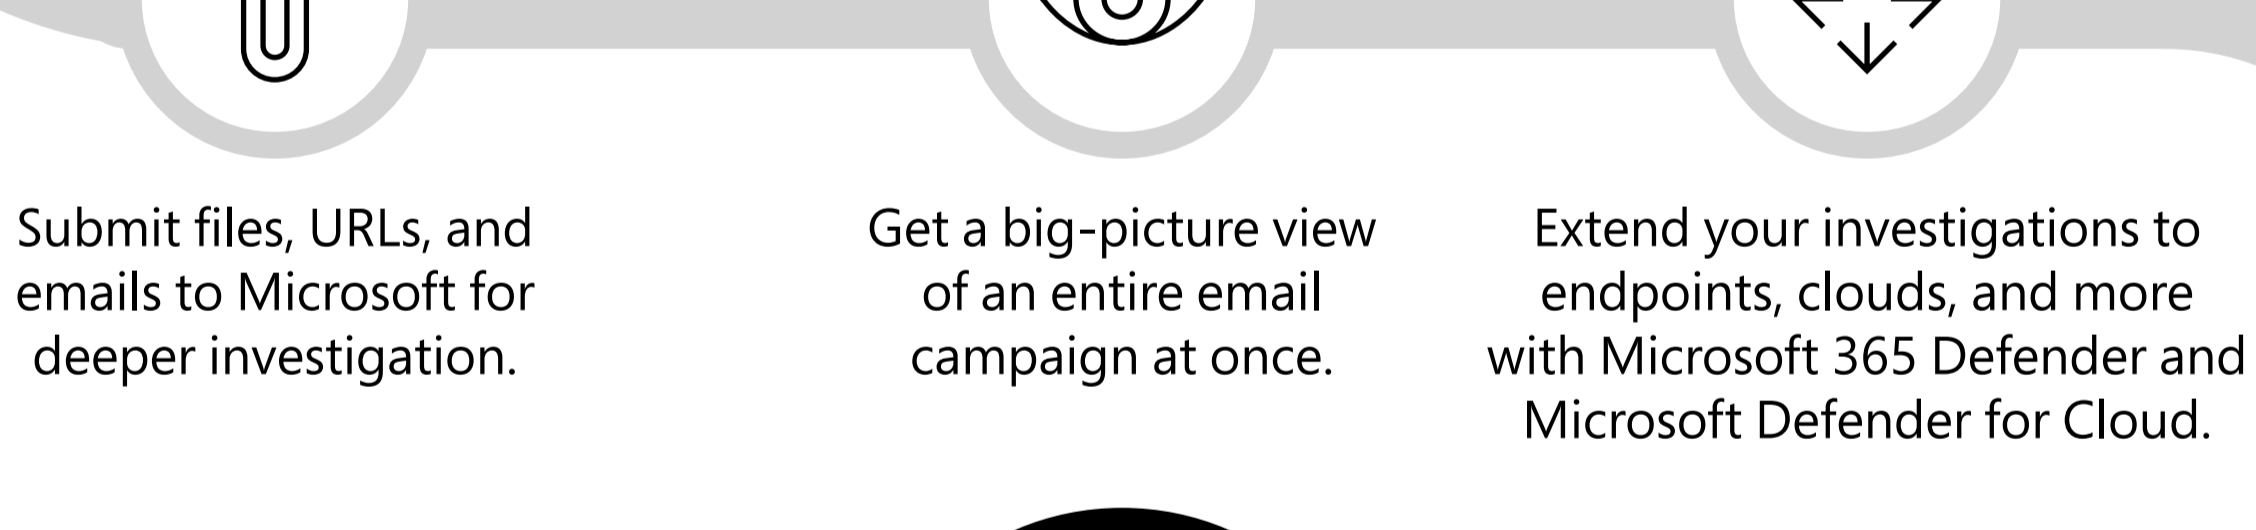 Submit files, URLs, and
emails to Microsoft for
deeper investigation.
Get a big-picture view
of an entire email
campaign at once.
Extend your investigations to
endpoints, clouds, and more
with Microsoft 365 Defender and
Microsoft Defender for Cloud.